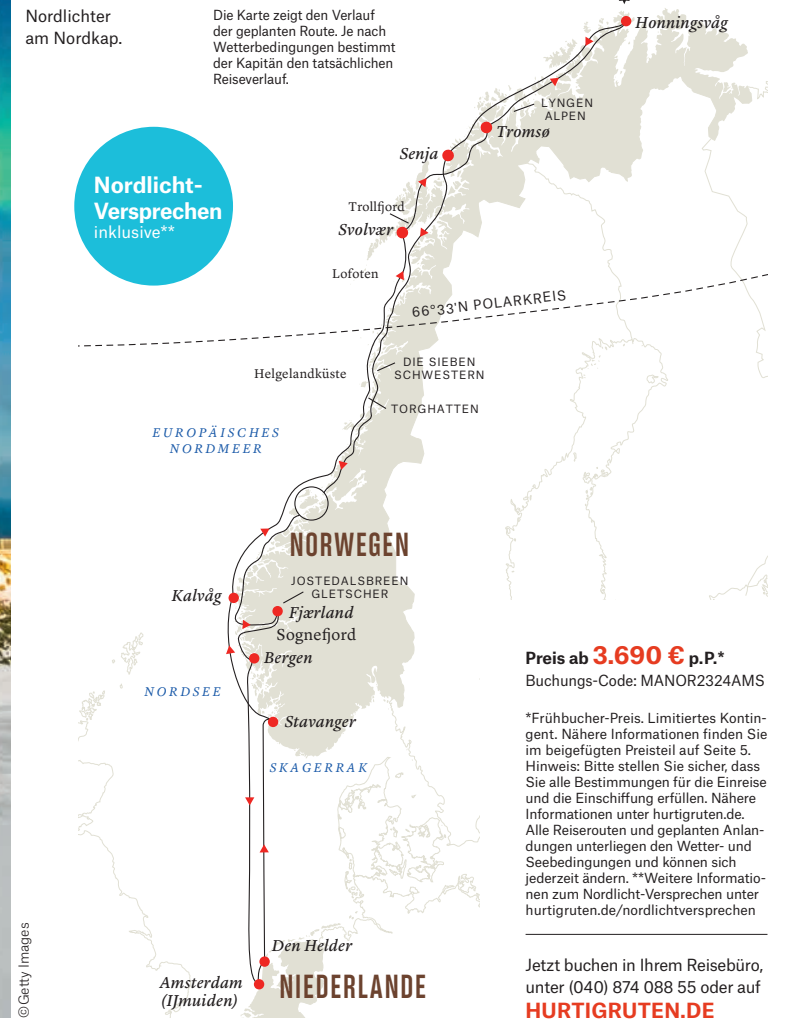 Nordlichter
am Nordkap.
Die Karte zeigt den Verlauf
der geplanten Route. Je nach
Wetterbedingungen bestimmt
der Kapitän den tatsächlichen
Reiseverlauf.
Honningsvåg
LYNGEN
ALPEN
Tromsø
Senja
Nordlicht-
Versprechen
inklusive**
Trollfjord
Svolvær
Lofoten
66°33'N POLARKREIS
DIE SIEBEN
SCHWESTERN
Helgelandküste
TORGHATTEN
EUROPÄISCHES
NORDMEER
NORWEGEN
JOSTEDALSBREEN
GLETSCHER
Kalvåg
Fjærland
Sognefjord
Bergen
NORDSEE
Stavanger
SKAGERRAK
Den Helder
Amsterdam
(IJmuiden)
NIEDERLANDE
Preis ab 3.690 € p.P.*
Buchungs-Code: MANOR2324AMS
*Frühbucher-Preis. Limitiertes Kontin-
gent. Nähere Informationen finden Sie
im beigefügten Preisteil auf Seite 5.
Hinweis: Bitte stellen Sie sicher, dass
Sie alle Bestimmungen für die Einreise
und die Einschiffung erfüllen. Nähere
Informationen unter hurtigruten.de.
Alle Reiserouten und geplanten Anlan-
dungen unterliegen den Wetter- und
Seebedingungen und können sich
jederzeit ändern. **Weitere Informatio-
nen zum Nordlicht-Versprechen unter
hurtigruten.de/nordlichtversprechen
Jetzt buchen in Ihrem Reisebüro,
unter (040) 874 088 55 oder auf
HURTIGRUTEN.DE
©Getty Images